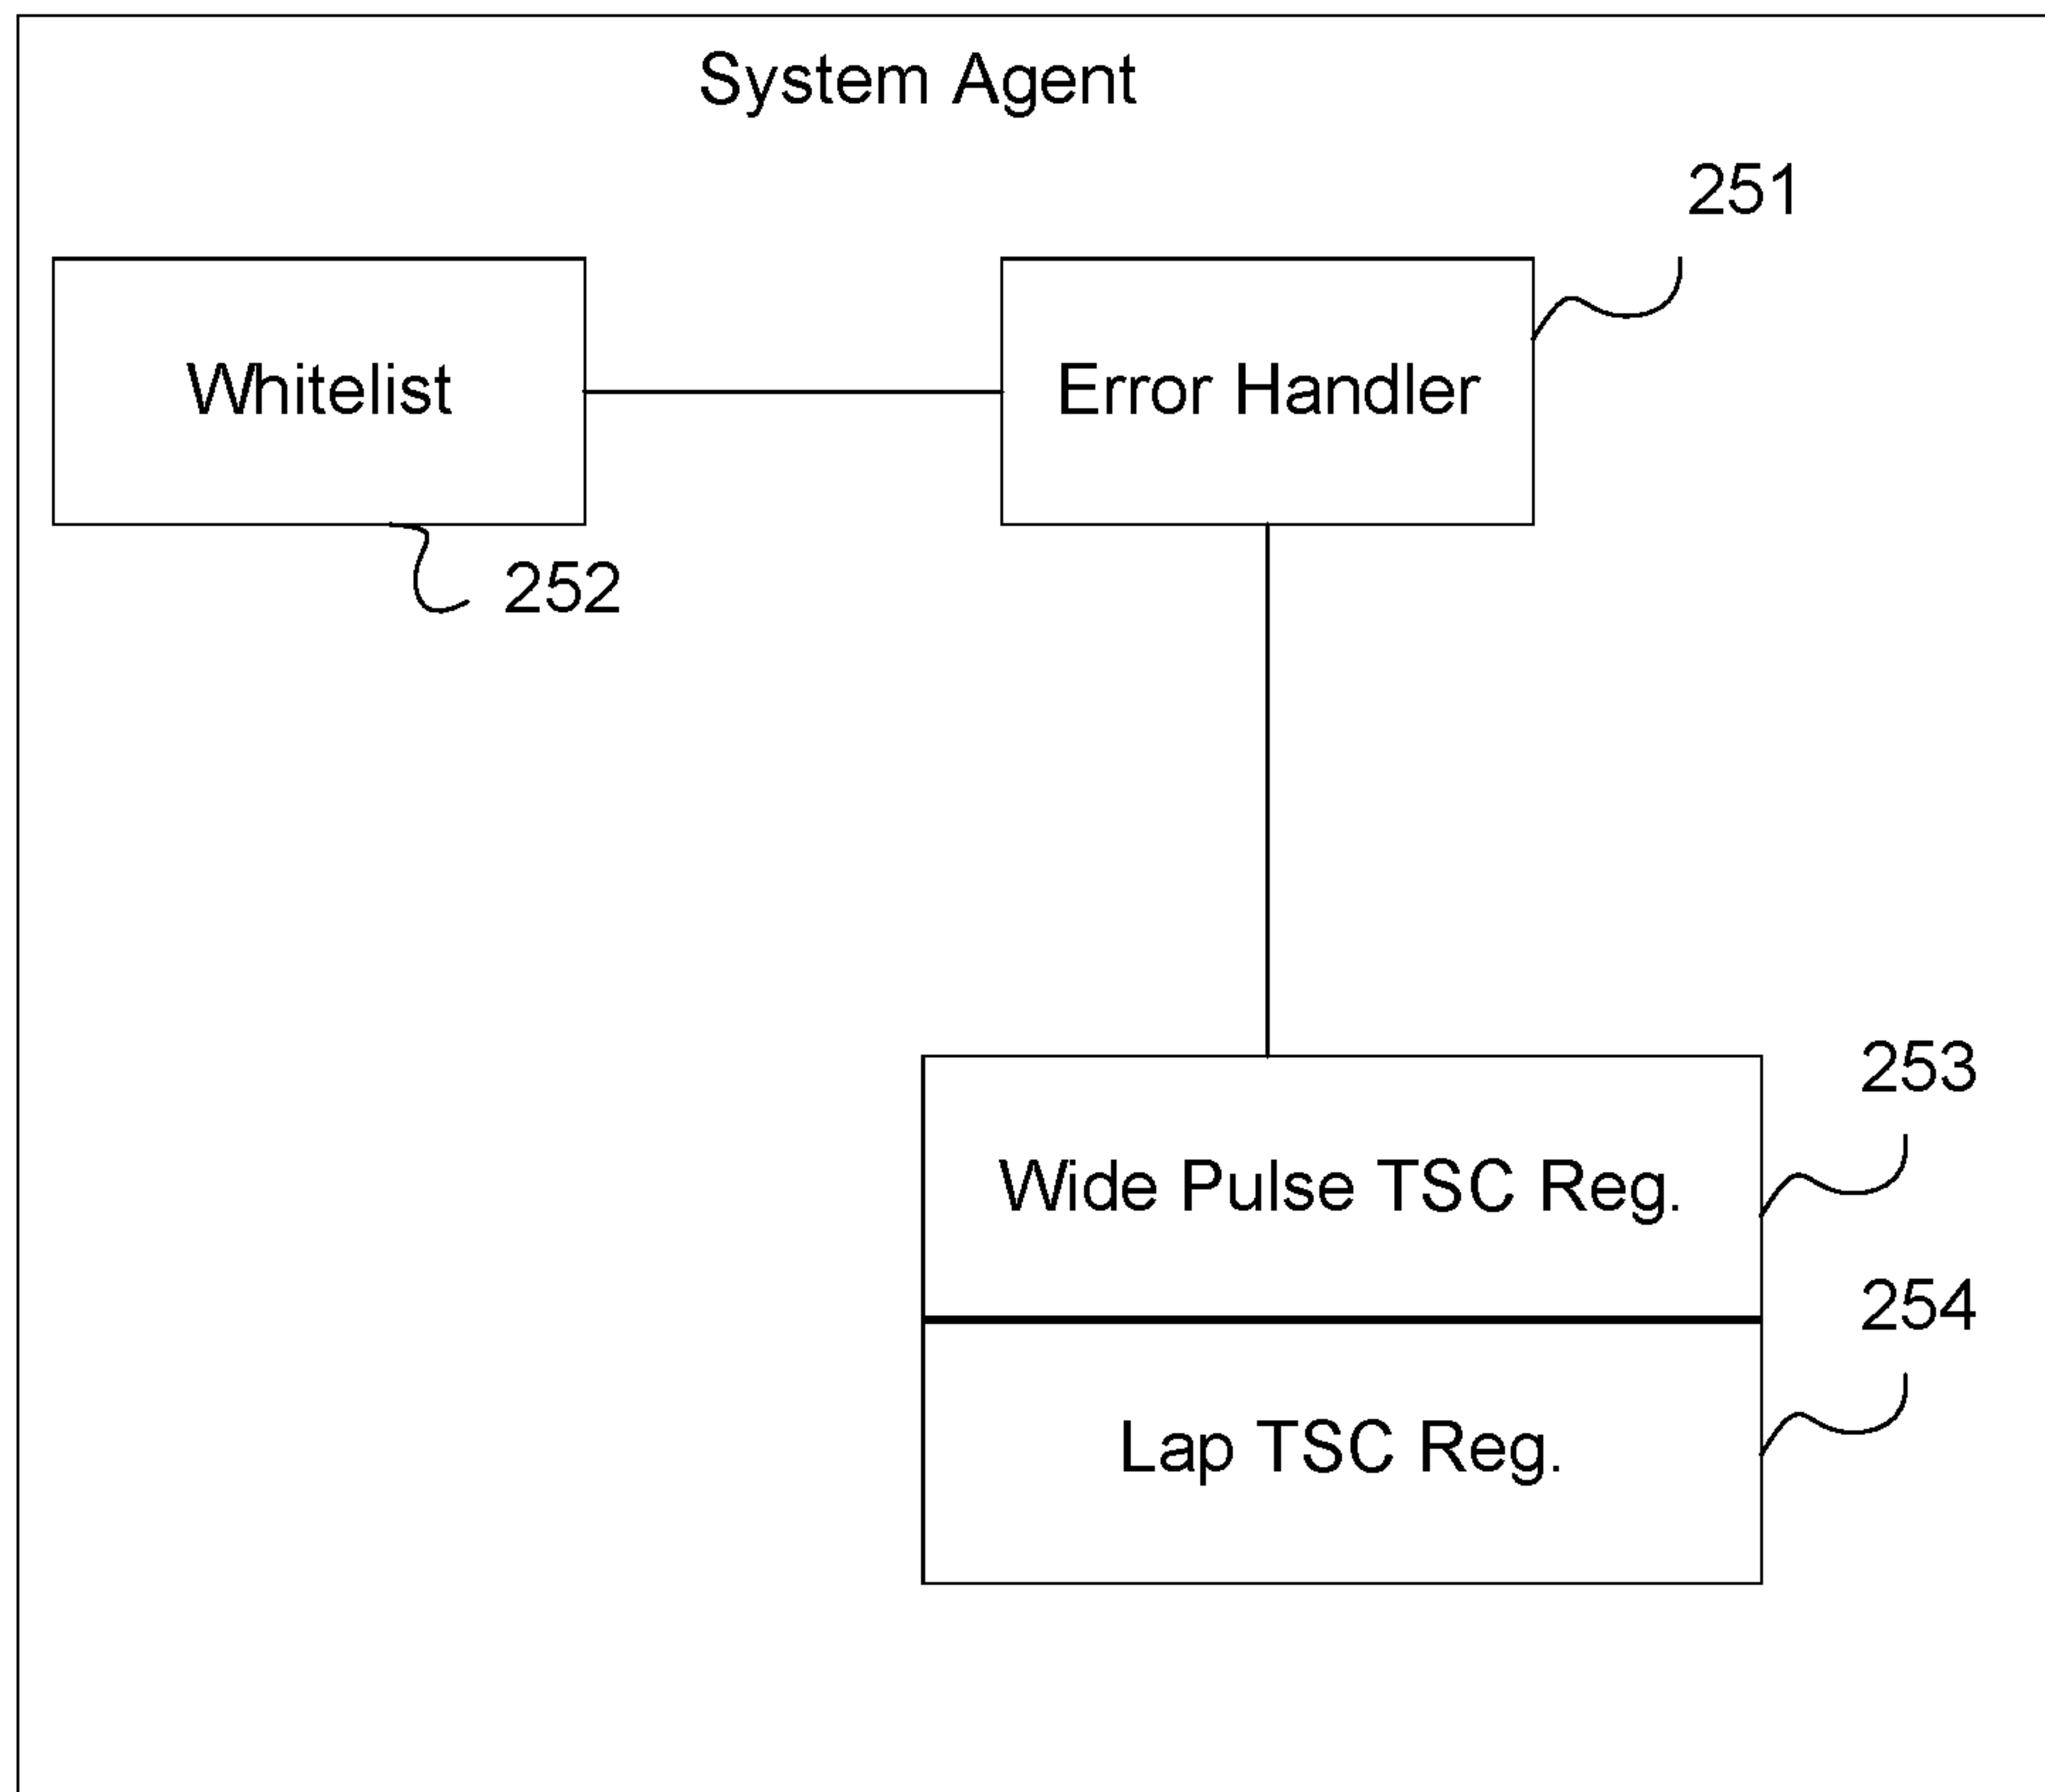 System Agent
251
Whitelist
Error Handler
252
253
Wide Pulse TSC Reg.
254
Lap TSC Reg.